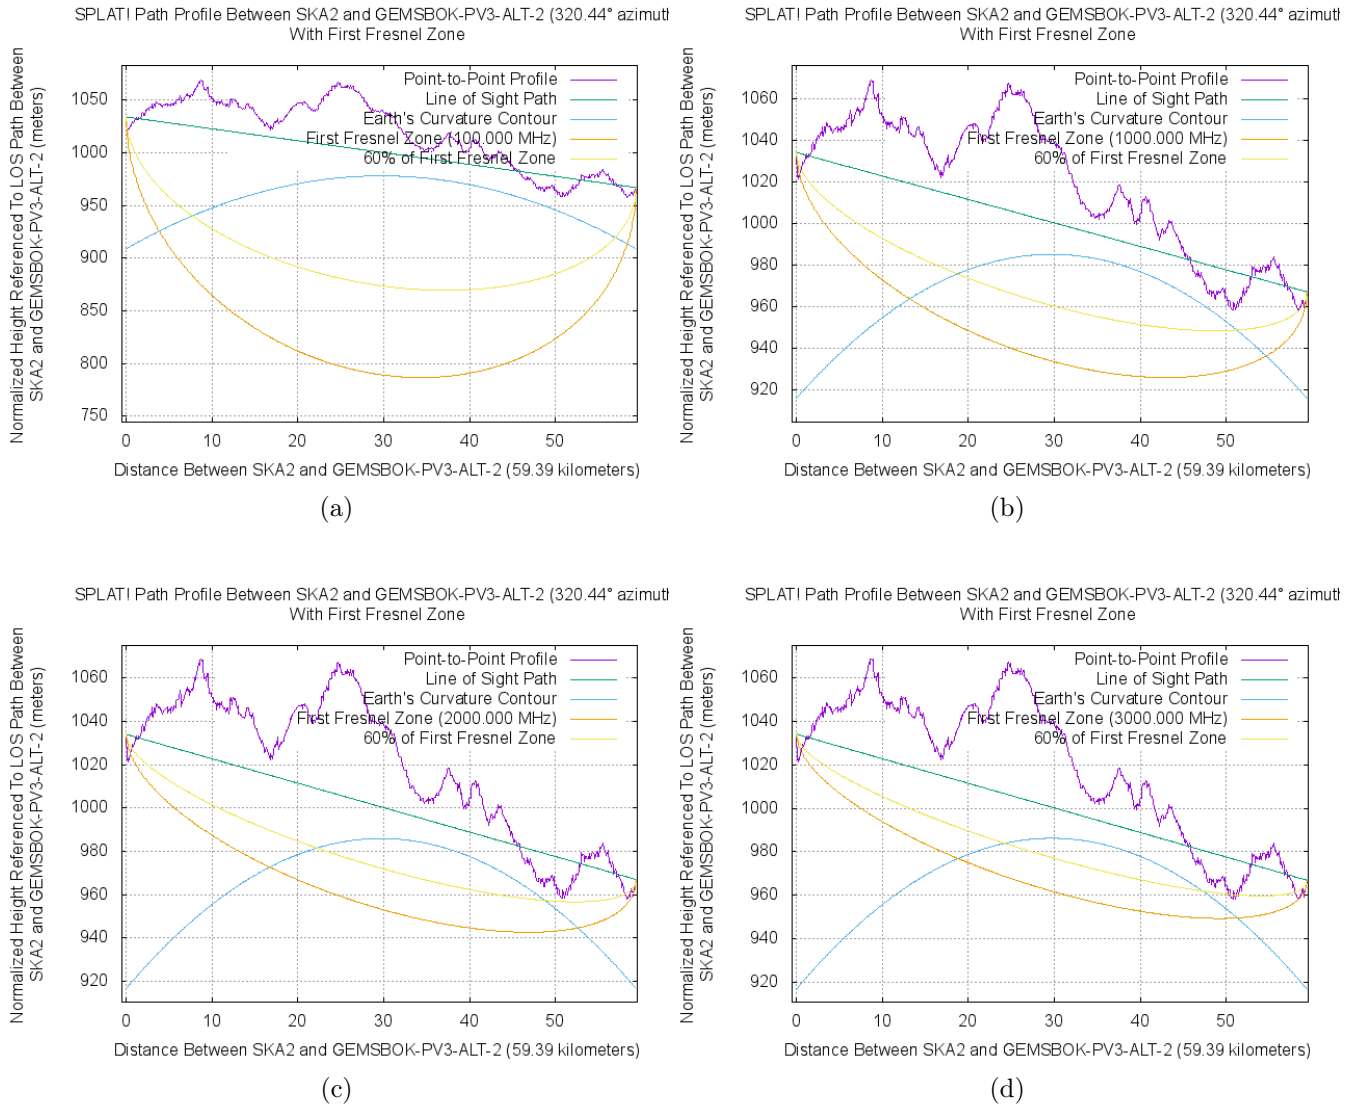 SPLAT! Path Profile Between SKA2 and GEMSBOK-PV3-ALT-2 (320.44° azimuth
With First Fresnel Zone
Normalized Height Referenced To LOS Path Between
SKA2 and GEMSBOK-PV3-ALT-2 (meters)
Point-to-Point Profile
Line of Sight Path
Earth's Curvature Contour
First Fresnel Zone (100.000 MHz)
60% of First Fresnel Zone
1050
1000
950
900
850
800
750
0 10 20 30 40 50
Distance Between SKA2 and GEMSBOK-PV3-ALT-2 (59.39 kilometers)
(a)
SPLAT! Path Profile Between SKA2 and GEMSBOK-PV3-ALT-2 (320.44° azimuth
With First Fresnel Zone
Normalized Height Referenced To LOS Path Between
SKA2 and GEMSBOK-PV3-ALT-2 (meters)
Point-to-Point Profile
Line of Sight Path
Earth's Curvature Contour
First Fresnel Zone (1000.000 MHz)
60% of First Fresnel Zone
1060
1040
1020
1000
980
960
940
920
0 10 20 30 40 50
Distance Between SKA2 and GEMSBOK-PV3-ALT-2 (59.39 kilometers)
(b)
SPLAT! Path Profile Between SKA2 and GEMSBOK-PV3-ALT-2 (320.44° azimuth
With First Fresnel Zone
Normalized Height Referenced To LOS Path Between
SKA2 and GEMSBOK-PV3-ALT-2 (meters)
Point-to-Point Profile
Line of Sight Path
Earth's Curvature Contour
First Fresnel Zone (2000.000 MHz)
60% of First Fresnel Zone
1060
1040
1020
1000
980
960
940
920
0 10 20 30 40 50
Distance Between SKA2 and GEMSBOK-PV3-ALT-2 (59.39 kilometers)
(c)
SPLAT! Path Profile Between SKA2 and GEMSBOK-PV3-ALT-2 (320.44° azimuth
With First Fresnel Zone
Normalized Height Referenced To LOS Path Between
SKA2 and GEMSBOK-PV3-ALT-2 (meters)
Point-to-Point Profile
Line of Sight Path
Earth's Curvature Contour
First Fresnel Zone (3000.000 MHz)
60% of First Fresnel Zone
1060
1040
1020
1000
980
960
940
920
0 10 20 30 40 50
Distance Between SKA2 and GEMSBOK-PV3-ALT-2 (59.39 kilometers)
(d)